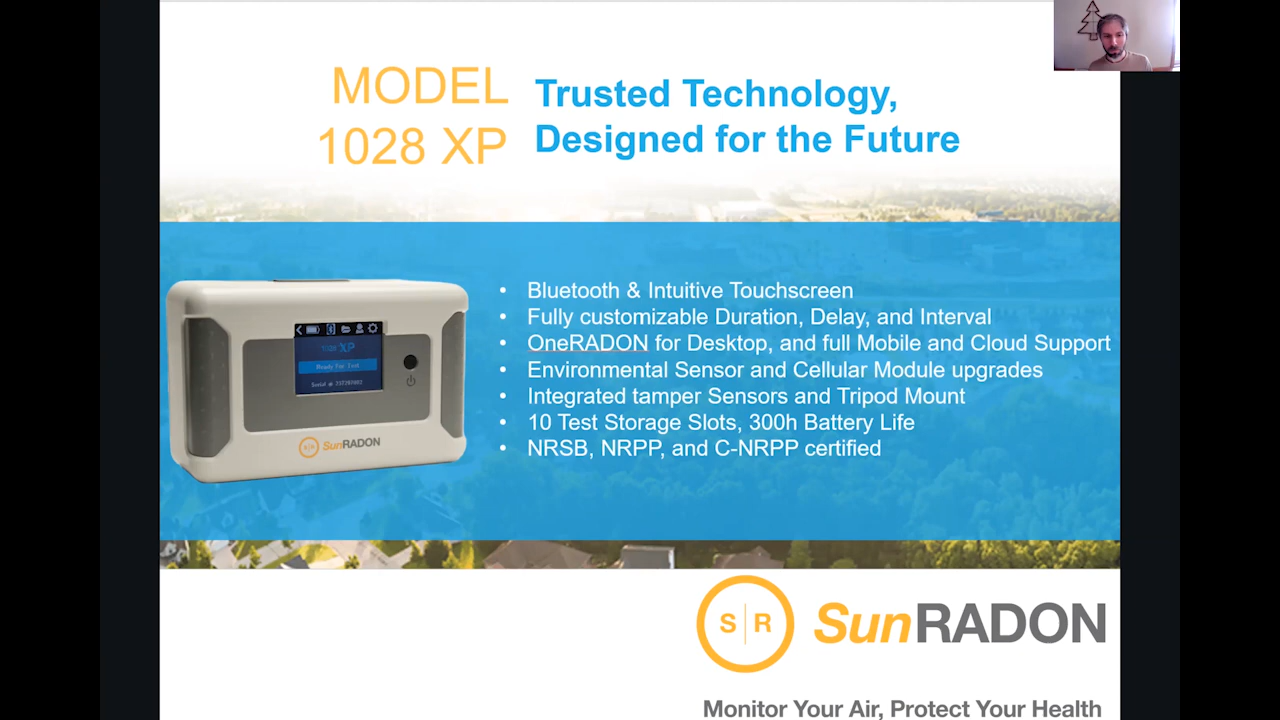 MODEL
1028 XP
Trusted Technology,
Designed for the Future
• Bluetooth & Intuitive Touchscreen
• Fully customizable Duration, Delay, and Interval
• OneRADON for Desktop, and full Mobile and Cloud Support
• Environmental Sensor and Cellular Module upgrades
• Integrated tamper Sensors and Tripod Mount
• 10 Test Storage Slots, 300h Battery Life
• NRSB, NRPP, and C-NRPP certified
1028 XP
Ready For Test
Serial #
S|R SunRADON
S|R SunRADON
Monitor Your Air, Protect Your Health